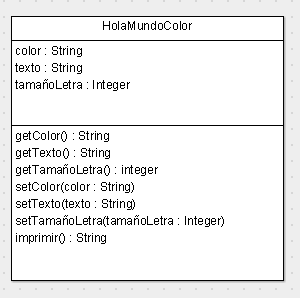 HolaMundoColor
color : String
texto : String
tamañoLetra : Integer
getColor() : String
getTexto() : String
getTamañoLetra() : integer
setColor(color : String)
setTexto(texto : String)
setTamañoLetra(tamañoLetra : Integer)
imprimir() : String